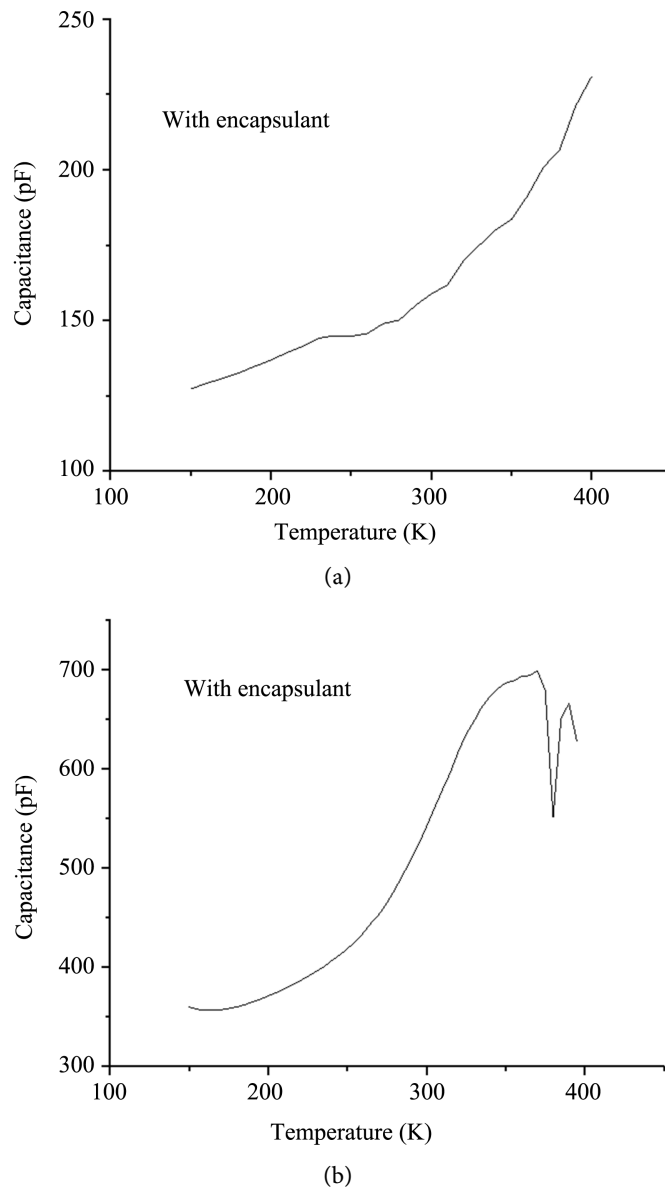 250
With encapsulant
200
Capacitance (pF)
150
100
100 200 300 400
Temperature (K)
(a)
700
With encapsulant
600
Capacitance (pF)
500
400
300
100 200 300 400
Temperature (K)
(b)